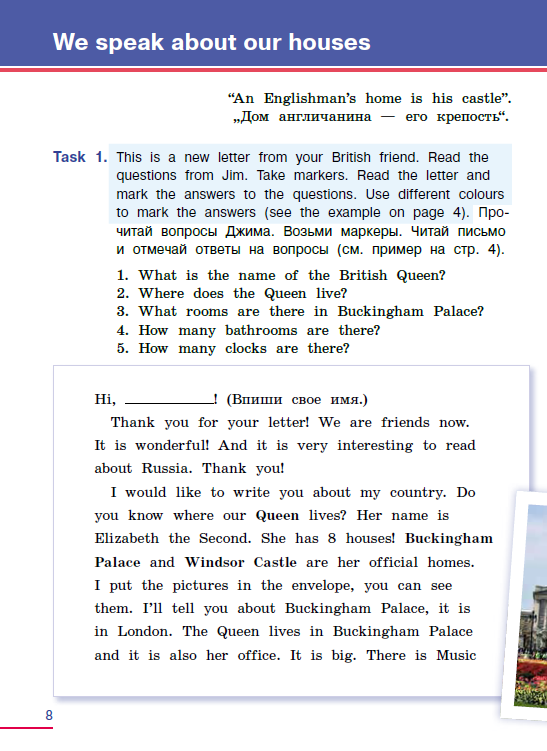 We speak about our houses
“An Englishman’s home is his castle”.
„Дом англичанина — его крепость“.
Task 1. This is a new letter from your British friend. Read the
questions from Jim. Take markers. Read the letter and
mark the answers to the questions. Use different colours
to mark the answers (see the example on page 4). Про-
читай вопросы Джима. Возьми маркеры. Читай письмо
и отмечай ответы на вопросы (см. пример на стр. 4).
1. What is the name of the British Queen?
2. Where does the Queen live?
3. What rooms are there in Buckingham Palace?
4. How many bathrooms are there?
5. How many clocks are there?
Hi, ___________! (Впиши свое имя.)
Thank you for your letter! We are friends now.
It is wonderful! And it is very interesting to read
about Russia. Thank you!
I would like to write you about my country. Do
you know where our Queen lives? Her name is
Elizabeth the Second. She has 8 houses! Buckingham
Palace and Windsor Castle are her official homes.
I put the pictures in the envelope, you can see
them. I’ll tell you about Buckingham Palace, it is
in London. The Queen lives in Buckingham Palace
and it is also her office. It is big. There is Music
8